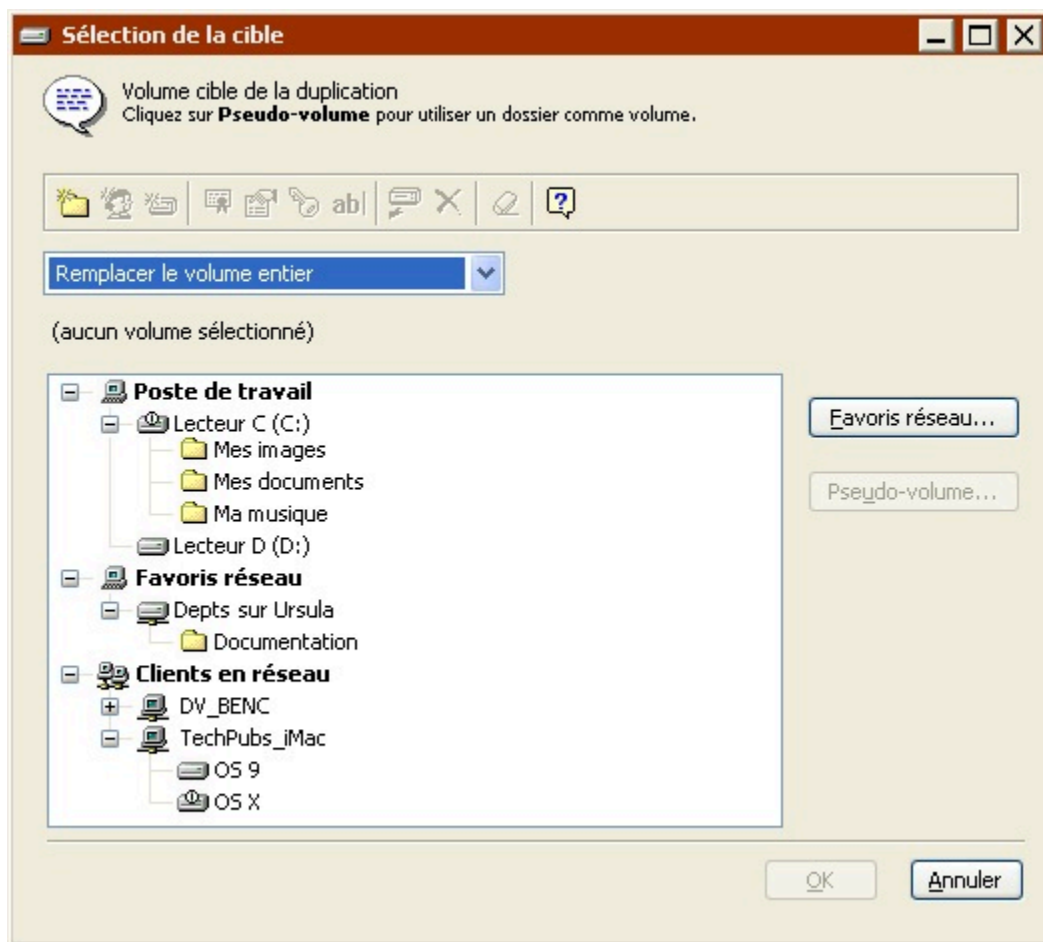 Sélection de la cible
Volume cible de la duplication
Cliquez sur Pseudo-volume pour utiliser un dossier comme volume.
ab|
Remplacer le volume entier
(aucun volume sélectionné)
Poste de travail
Lecteur C (C:)
Mes images
Mes documents
Ma musique
Lecteur D (D:)
Favoris réseau
Depts sur Ursula
Documentation
Clients en réseau
DV_BENC
TechPubs_iMac
OS 9
OS X
Favoris réseau...
Pseudo-volume...
OK
Annuler